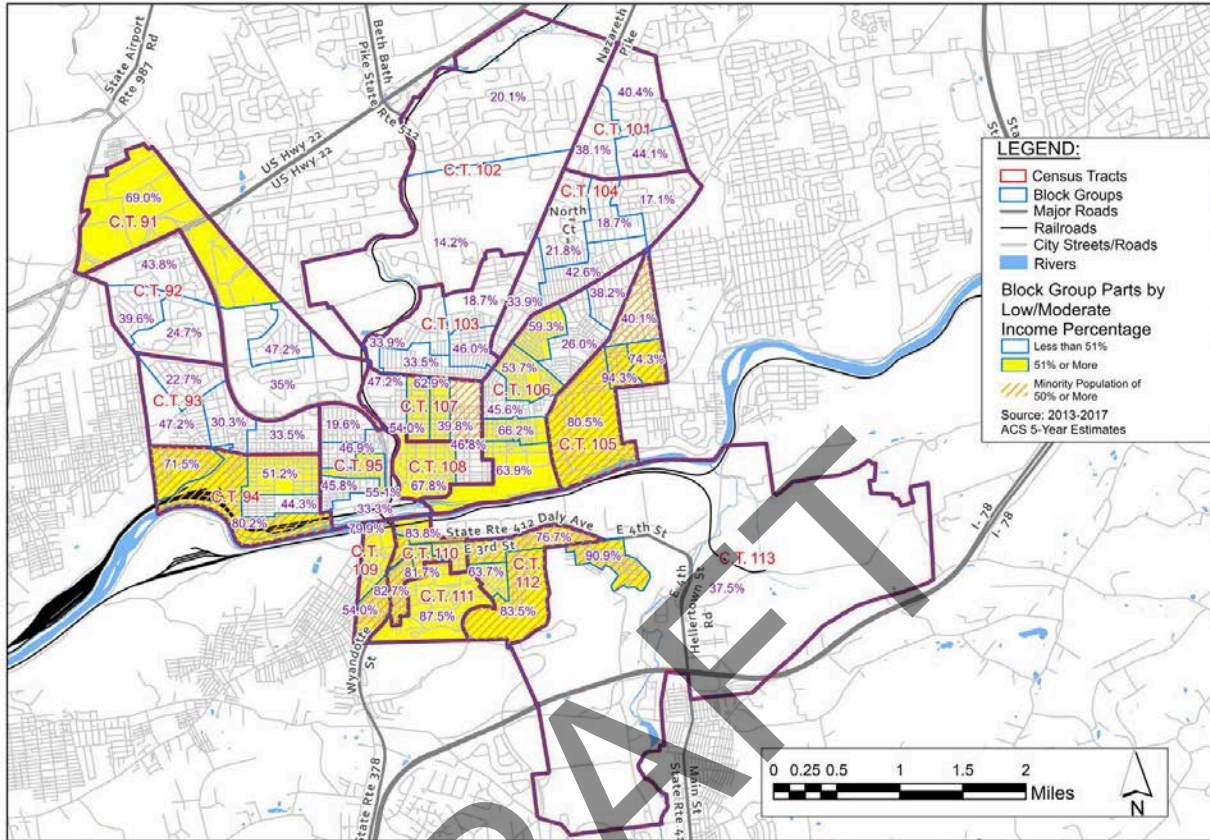 State Airport
Rte 987 Rd
Beth Bath
Pike State Rte 512
Nazareth
Pike
US Hwy 22
US Hwy 22
20.1%
40.4%
C.T. 101
38.1%
44.1%
C.T. 102
C.T. 104
17.1%
North
Ct
18.7%
21.8%
14.2%
42.6%
69.0%
C.T. 91
43.8%
C.T. 92
39.6%
24.7%
47.2%
35%
18.7%
33.9%
38.2%
C.T. 103
40.1%
59.3%
33.9%
46.0%
26.0%
33.5%
74.3%
53.7%
94.3%
22.7%
47.2%
62.9%
C.T. 93
C.T. 106
C.T. 107
45.6%
47.2%
30.3%
33.5%
19.6%
54.0%
39.8%
80.5%
66.2%
46.9%
46.8%
C.T. 105
71.5%
51.2%
C.T. 95
C.T. 108
63.9%
45.8%
67.8%
C.T. 94
44.3%
55.1%
33.3%
80.2%
79.9%
83.8%
State Rte 412 Daly Ave
76.7%
E 4th St
E 3rd St
C.T.
109
C.T. 110
81.7%
63.7%
C.T.
112
90.9%
C.T. 113
37.5%
82.7%
C.T. 111
54.0%
87.5%
83.5%
E 4th
Hellertown St
Rd
Wyandotte
St
State Rte 378
Main St
I-78
I-78
LEGEND:
Census Tracts
Block Groups
Major Roads
Railroads
City Streets/Roads
Rivers
Block Group Parts by
Low/Moderate
Income Percentage
Less than 51%
51% or More
Minority Population of
50% or More
Source: 2013-2017
ACS 5-Year Estimates
0 0.25 0.5 1 1.5 2
Miles
N
DRAFT